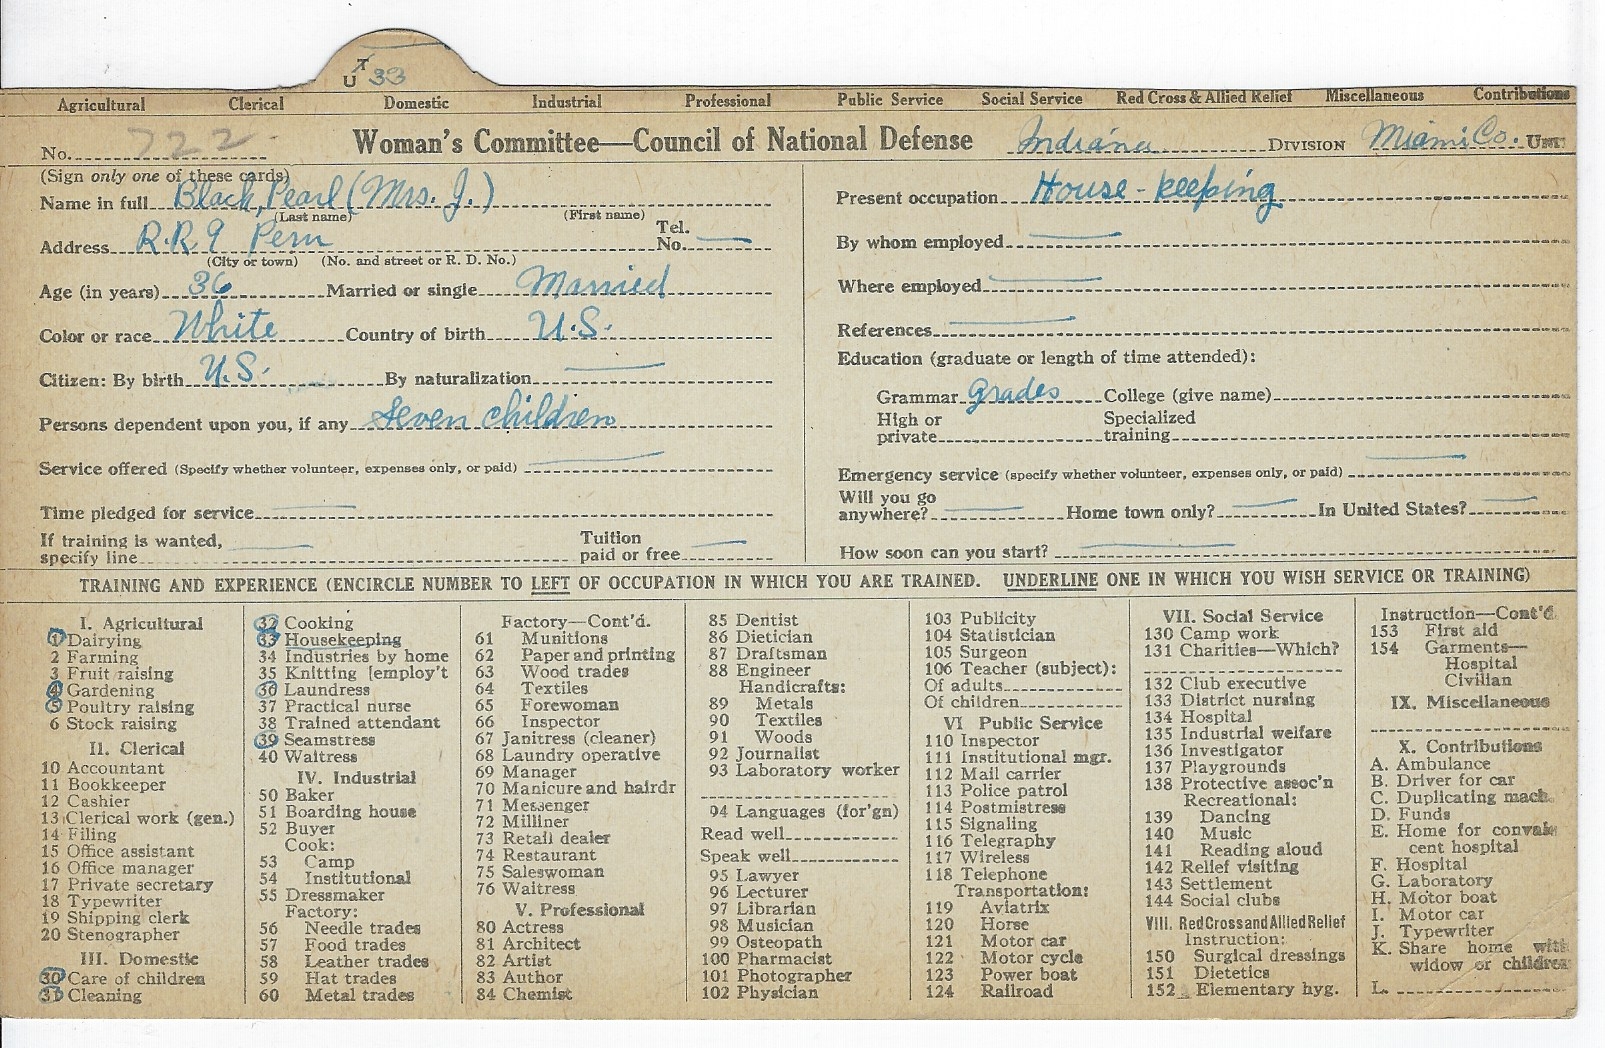 T
U 33
Agricultural Clerical Domestic Industrial Professional Public Service Social Service Red Cross & Allied Relief Miscellaneous Contributions
No. 722 Woman's Committee—Council of National Defense Indiana DIVISION Miami Co. UNIT
(Sign only one of these cards)
Name in full Black, Pearl (Mrs. J.)
(Last name) (First name)
Address R.R 9 Peru Tel. No.
(City or town) (No. and street or R. D. No.)
Age (in years) 36 Married or single Married
Color or race White Country of birth U.S.
Citizen: By birth U.S. By naturalization
Persons dependent upon you, if any Seven children
Service offered (Specify whether volunteer, expenses only, or paid)
Time pledged for service
If training is wanted, specify line Tuition paid or free
Present occupation House-keeping
By whom employed
Where employed
References
Education (graduate or length of time attended):
Grammar grades College (give name)
High or private Specialized training
Emergency service (specify whether volunteer, expenses only, or paid)
Will you go anywhere? Home town only? In United States?
How soon can you start?
TRAINING AND EXPERIENCE (ENCIRCLE NUMBER TO LEFT OF OCCUPATION IN WHICH YOU ARE TRAINED. UNDERLINE ONE IN WHICH YOU WISH SERVICE OR TRAINING)
I. Agricultural
1 Dairying
2 Farming
3 Fruit raising
4 Gardening
5 Poultry raising
6 Stock raising
II. Clerical
10 Accountant
11 Bookkeeper
12 Cashier
13 Clerical work (gen.)
14 Filing
15 Office assistant
16 Office manager
17 Private secretary
18 Typewriter
19 Shipping clerk
20 Stenographer
III. Domestic
30 Care of children
31 Cleaning
32 Cooking
33 Housekeeping
34 Industries by home
35 Knitting [employ't
36 Laundress
37 Practical nurse
38 Trained attendant
39 Seamstress
40 Waitress
IV. Industrial
50 Baker
51 Boarding house
52 Buyer
Cook:
53 Camp
54 Institutional
55 Dressmaker
Factory:
56 Needle trades
57 Food trades
58 Leather trades
59 Hat trades
60 Metal trades
Factory—Cont'd.
61 Munitions
62 Paper and printing
63 Wood trades
64 Textiles
65 Forewoman
66 Inspector
67 Janitress (cleaner)
68 Laundry operative
69 Manager
70 Manicure and hairdr
71 Messenger
72 Milliner
73 Retail dealer
74 Restaurant
75 Saleswoman
76 Waitress
V. Professional
80 Actress
81 Architect
82 Artist
83 Author
84 Chemist
85 Dentist
86 Dietician
87 Draftsman
88 Engineer
Handicrafts:
89 Metals
90 Textiles
91 Woods
92 Journalist
93 Laboratory worker
94 Languages (for'gn)
Read well
Speak well
95 Lawyer
96 Lecturer
97 Librarian
98 Musician
99 Osteopath
100 Pharmacist
101 Photographer
102 Physician
103 Publicity
104 Statistician
105 Surgeon
106 Teacher (subject):
Of adults
Of children
VI Public Service
110 Inspector
111 Institutional mgr.
112 Mail carrier
113 Police patrol
114 Postmistress
115 Signaling
116 Telegraphy
117 Wireless
118 Telephone
Transportation:
119 Aviatrix
120 Horse
121 Motor car
122 Motor cycle
123 Power boat
124 Railroad
VII. Social Service
130 Camp work
131 Charities—Which?
132 Club executive
133 District nursing
134 Hospital
135 Industrial welfare
136 Investigator
137 Playgrounds
138 Protective assoc'n
Recreational:
139 Dancing
140 Music
141 Reading aloud
142 Relief visiting
143 Settlement
144 Social clubs
VIII. Red Cross and Allied Relief
Instruction:
150 Surgical dressings
151 Dietetics
152 Elementary hyg.
Instruction—Cont'd.
153 First aid
154 Garments—
Hospital
Civilian
IX. Miscellaneous
X. Contributions
A. Ambulance
B. Driver for car
C. Duplicating mach.
D. Funds
E. Home for convales
cent hospital
F. Hospital
G. Laboratory
H. Motor boat
I. Motor car
J. Typewriter
K. Share home with
widow or children
L.